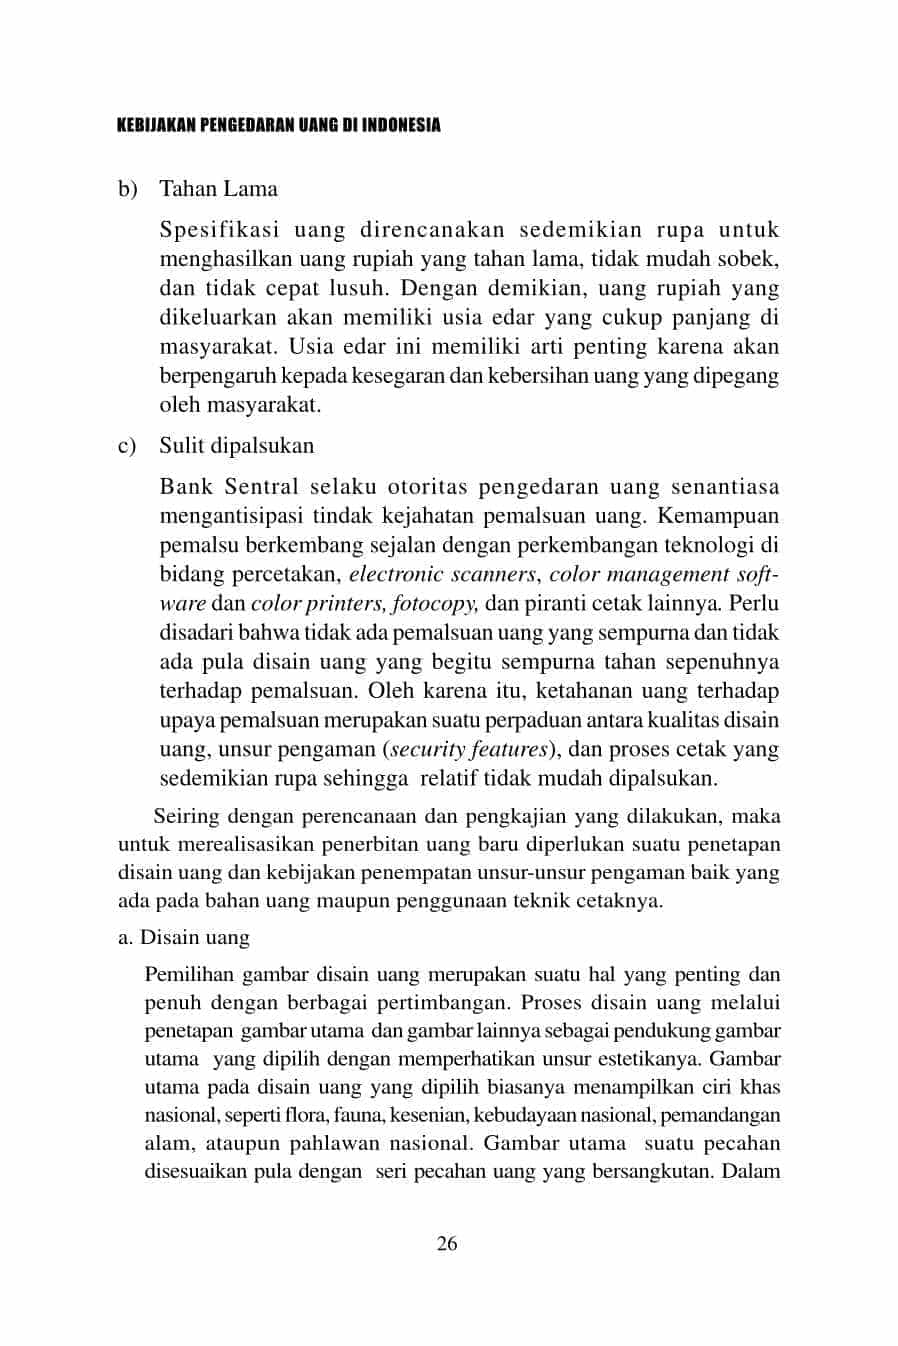 KEBIJAKAN PENGEDARAN UANG DI INDONESIA
b) Tahan Lama
Spesifikasi uang direncanakan sedemikian rupa untuk
menghasilkan uang rupiah yang tahan lama, tidak mudah sobek,
dan tidak cepat lusuh. Dengan demikian, uang rupiah yang
dikeluarkan akan memiliki usia edar yang cukup panjang di
masyarakat. Usia edar ini memiliki arti penting karena akan
berpengaruh kepada kesegaran dan kebersihan uang yang dipegang
oleh masyarakat.
c) Sulit dipalsukan
Bank Sentral selaku otoritas pengedaran uang senantiasa
mengantisipasi tindak kejahatan pemalsuan uang. Kemampuan
pemalsu berkembang sejalan dengan perkembangan teknologi di
bidang percetakan, electronic scanners, color management soft-
ware dan color printers, fotocopy, dan piranti cetak lainnya. Perlu
disadari bahwa tidak ada pemalsuan uang yang sempurna dan tidak
ada pula disain uang yang begitu sempurna tahan sepenuhnya
terhadap pemalsuan. Oleh karena itu, ketahanan uang terhadap
upaya pemalsuan merupakan suatu perpaduan antara kualitas disain
uang, unsur pengaman (security features), dan proses cetak yang
sedemikian rupa sehingga relatif tidak mudah dipalsukan.
Seiring dengan perencanaan dan pengkajian yang dilakukan, maka
untuk merealisasikan penerbitan uang baru diperlukan suatu penetapan
disain uang dan kebijakan penempatan unsur-unsur pengaman baik yang
ada pada bahan uang maupun penggunaan teknik cetaknya.
a. Disain uang
Pemilihan gambar disain uang merupakan suatu hal yang penting dan
penuh dengan berbagai pertimbangan. Proses disain uang melalui
penetapan gambar utama dan gambar lainnya sebagai pendukung gambar
utama yang dipilih dengan memperhatikan unsur estetikanya. Gambar
utama pada disain uang yang dipilih biasanya menampilkan ciri khas
nasional, seperti flora, fauna, kesenian, kebudayaan nasional, pemandangan
alam, ataupun pahlawan nasional. Gambar utama suatu pecahan
disesuaikan pula dengan seri pecahan uang yang bersangkutan. Dalam
26